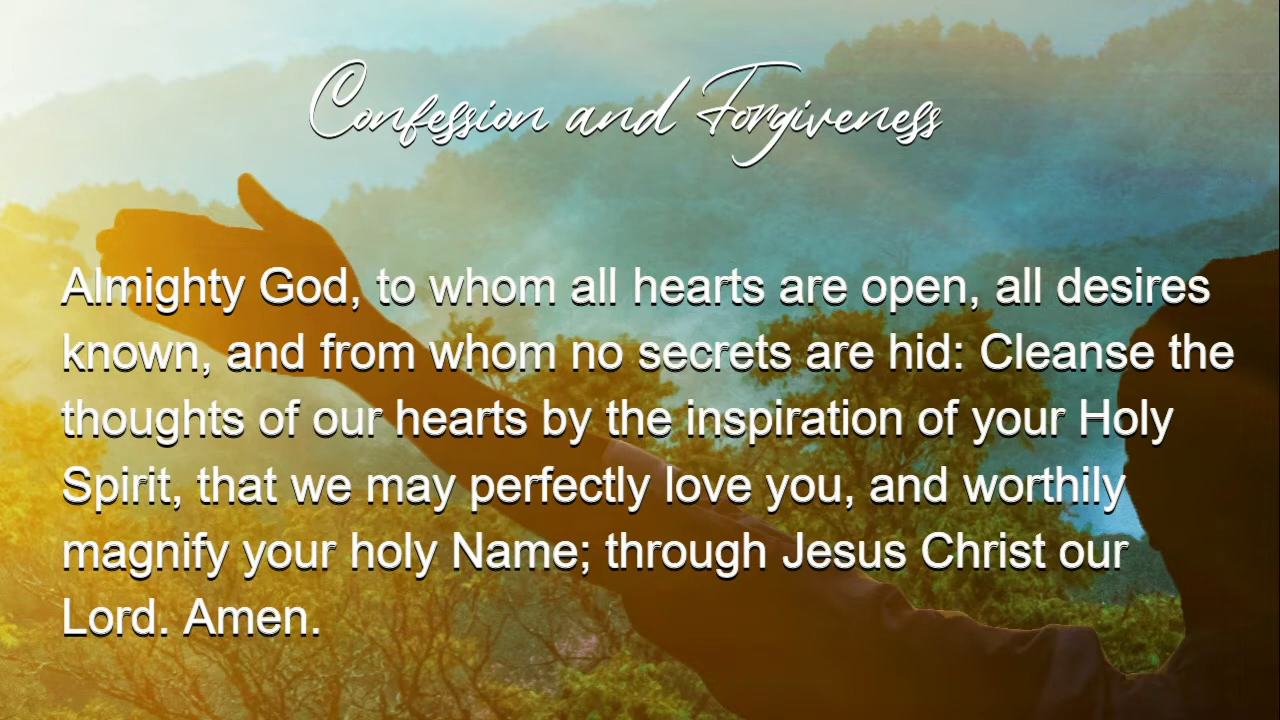 Confession and Forgiveness
Almighty God, to whom all hearts are open, all desires
known, and from whom no secrets are hid: Cleanse the
thoughts of our hearts by the inspiration of your Holy
Spirit, that we may perfectly love you, and worthily
magnify your holy Name; through Jesus Christ our
Lord. Amen.